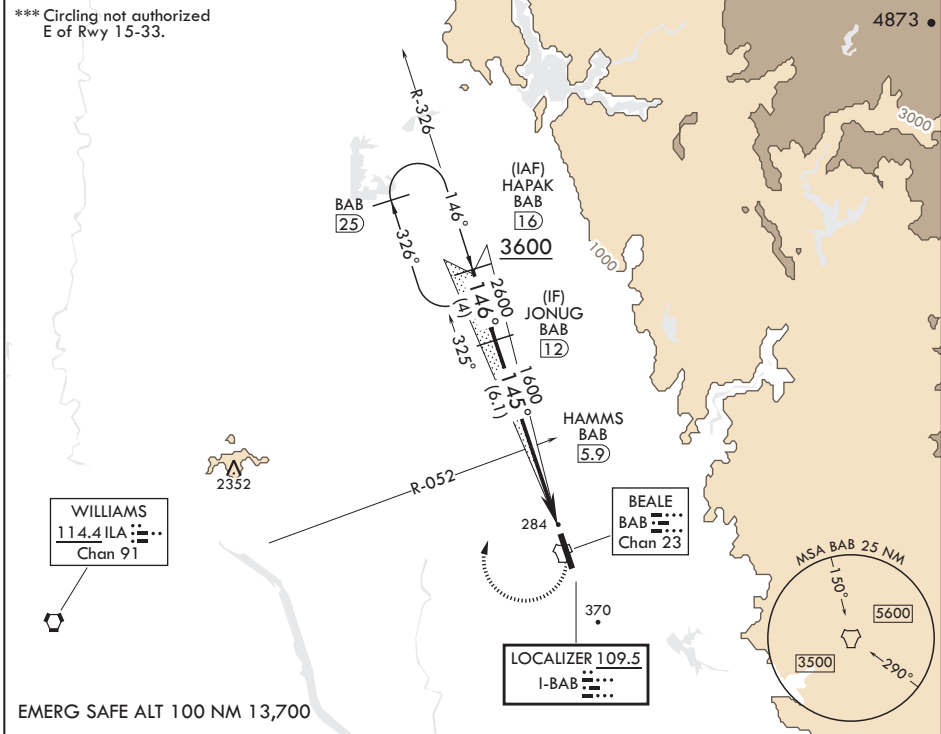 *** Circling not authorized
E of Rwy 15-33.
4873
R-326
3000
(IAF)
HAPAK
BAB
16
3600
BAB
25
146°
326°
1000
146°
2600
(4)
(IF)
JONUG
BAB
12
325°
1600
145°
(6.1)
HAMMS
BAB
5.9
2352
R-052
WILLIAMS
114.4 ILA
Chan 91
284
BEALE
BAB
Chan 23
MSA BAB 25 NM
150°
5600
3500
290°
370
LOCALIZER 109.5
I-BAB
EMERG SAFE ALT 100 NM 13,700